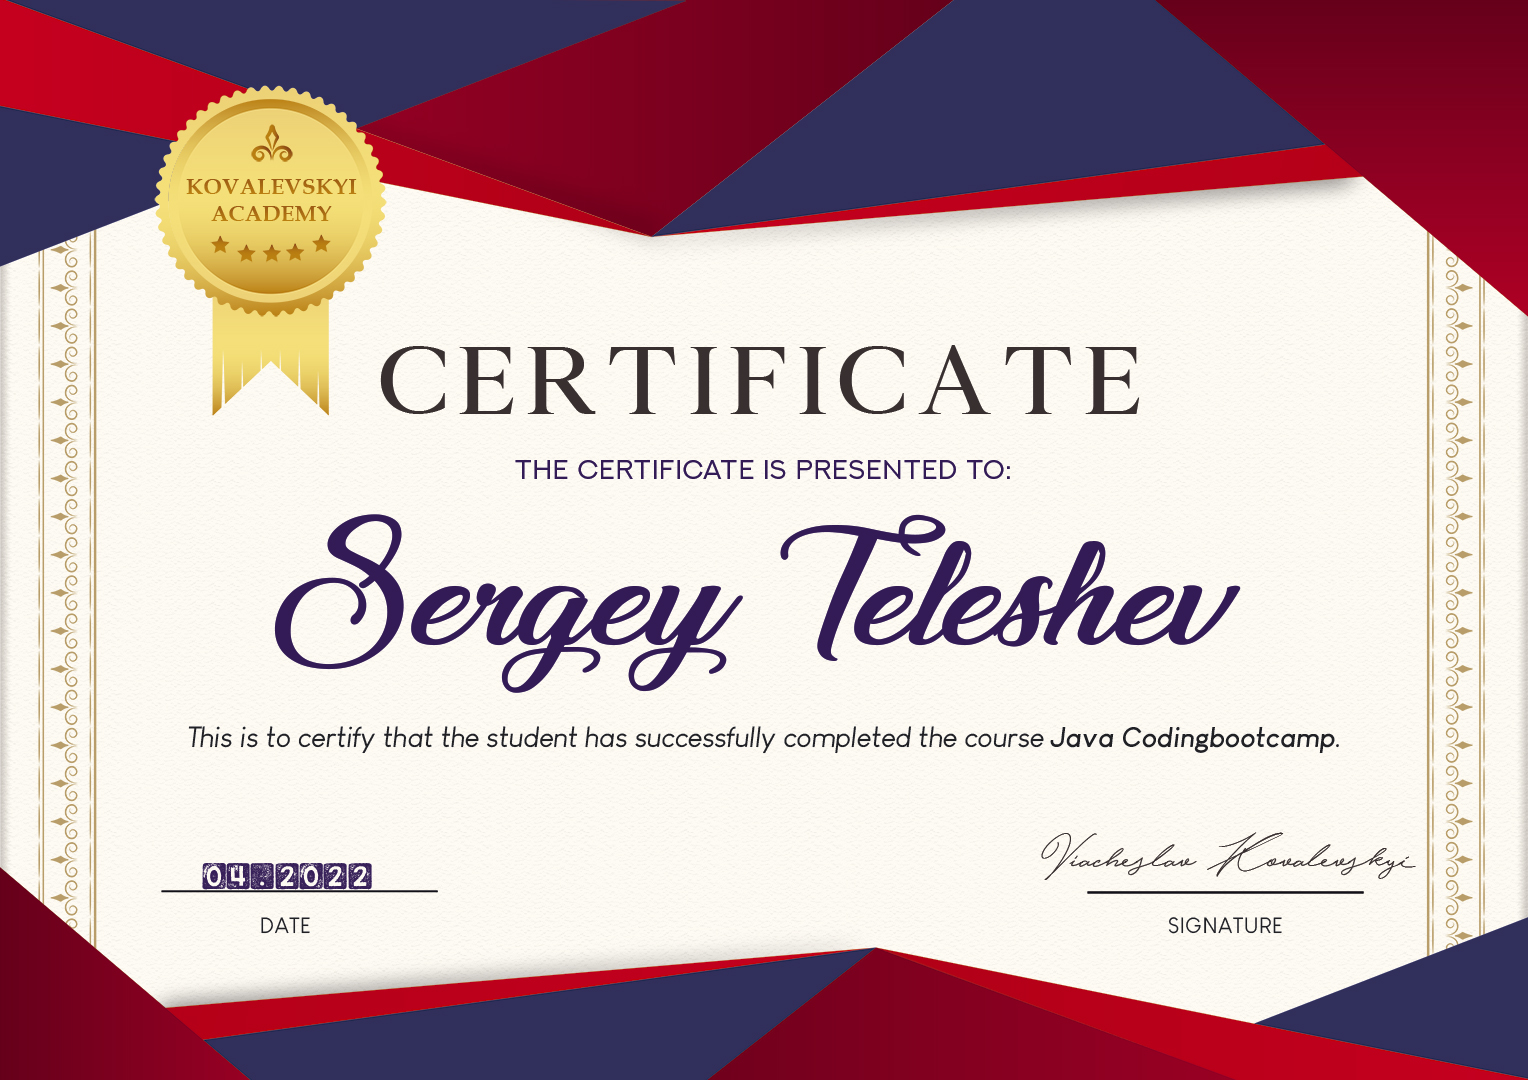 KOVALEVSKYI
ACADEMY
CERTIFICATE
THE CERTIFICATE IS PRESENTED TO:
Sergey Teleshev
This is to certify that the student has successfully completed the course Java Codingbootcamp.
04.2022
Viacheslav Kovalevskyi
DATE
SIGNATURE